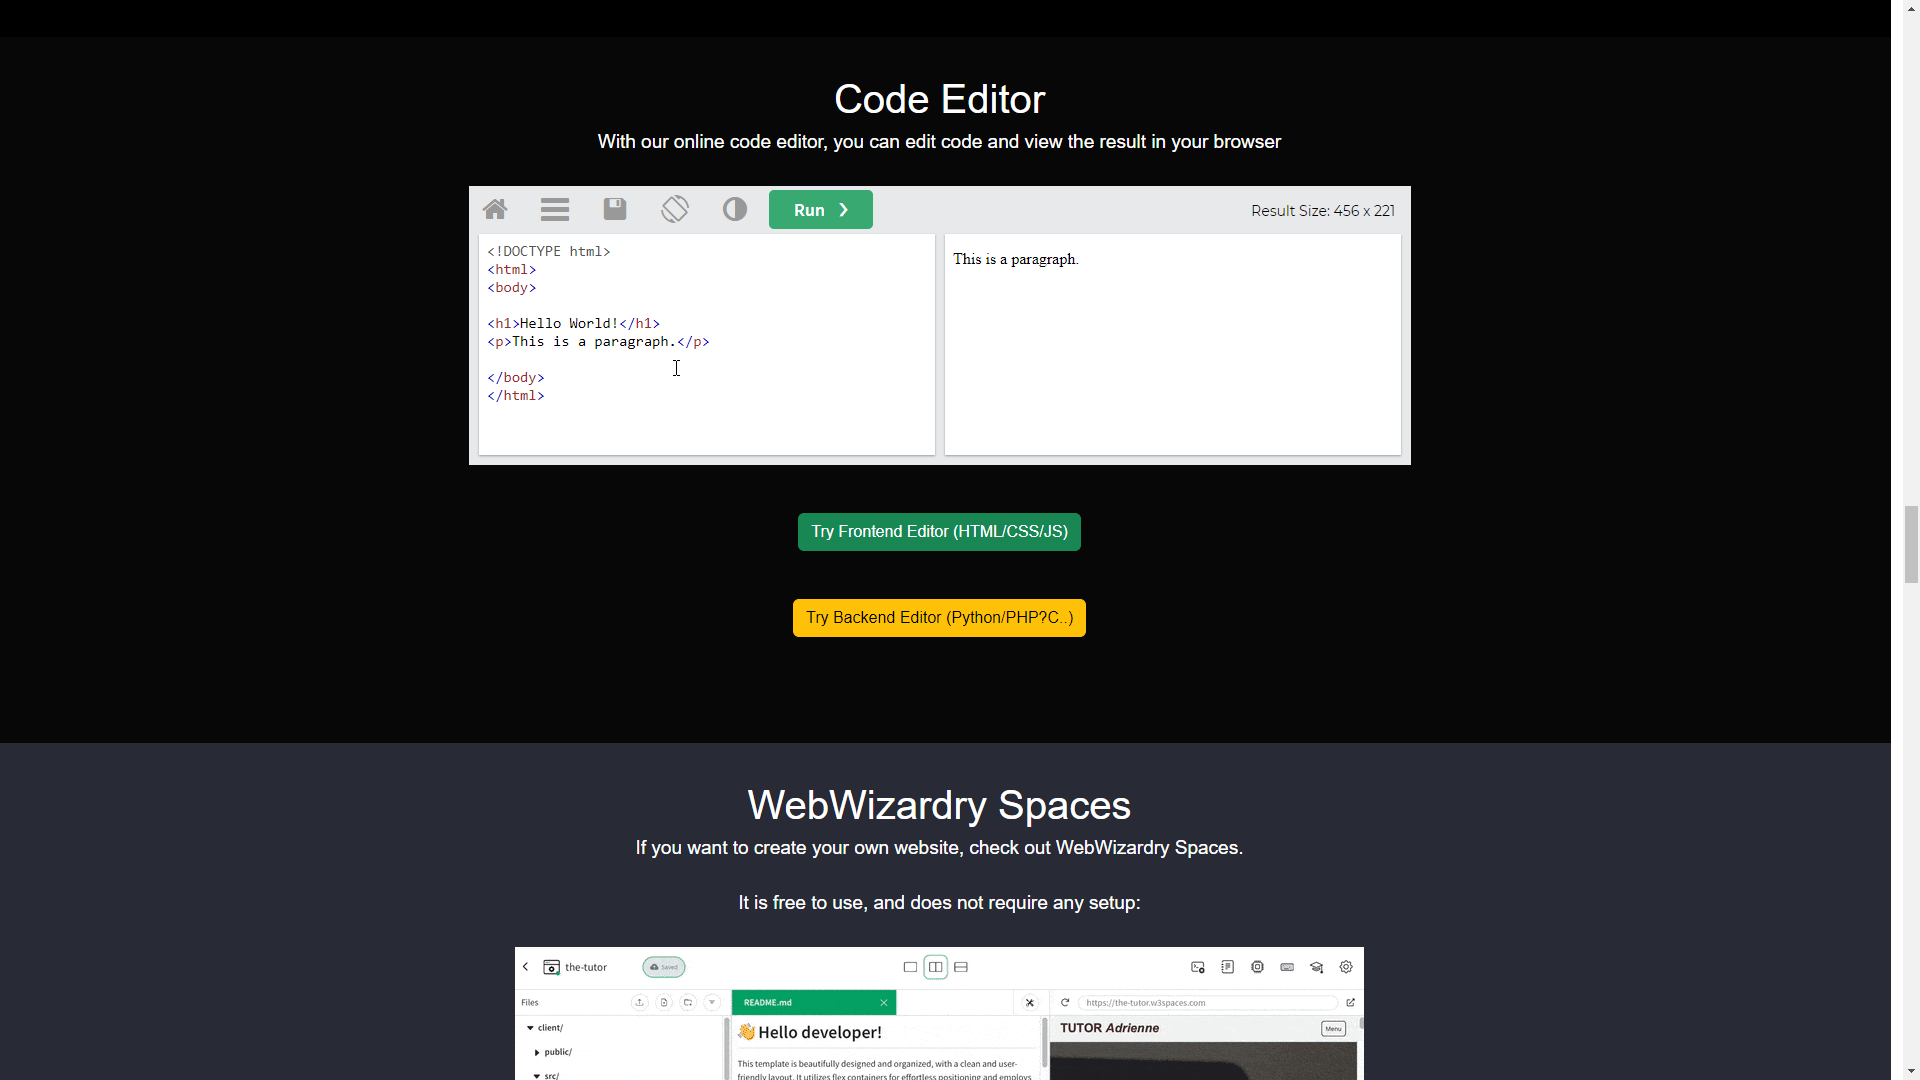 Code Editor
With our online code editor, you can edit code and view the result in your browser
Run ❯
Result Size: 456 x 221
<!DOCTYPE html>
<html>
<body>
<h1>Hello World!</h1>
<p>This is a paragraph.</p>
</body>
</html>
This is a paragraph.
Try Frontend Editor (HTML/CSS/JS)
Try Backend Editor (Python/PHP?C..)
WebWizardry Spaces
If you want to create your own website, check out WebWizardry Spaces.
It is free to use, and does not require any setup:
the-tutor
Saved
Files
README.md
https://the-tutor.w3spaces.com
client/
public/
src/
👋 Hello developer!
This template is beautifully designed and organized, with a clean and user-
friendly layout. It utilizes flex containers for effortless positioning and employs
TUTOR Adrienne
Menu